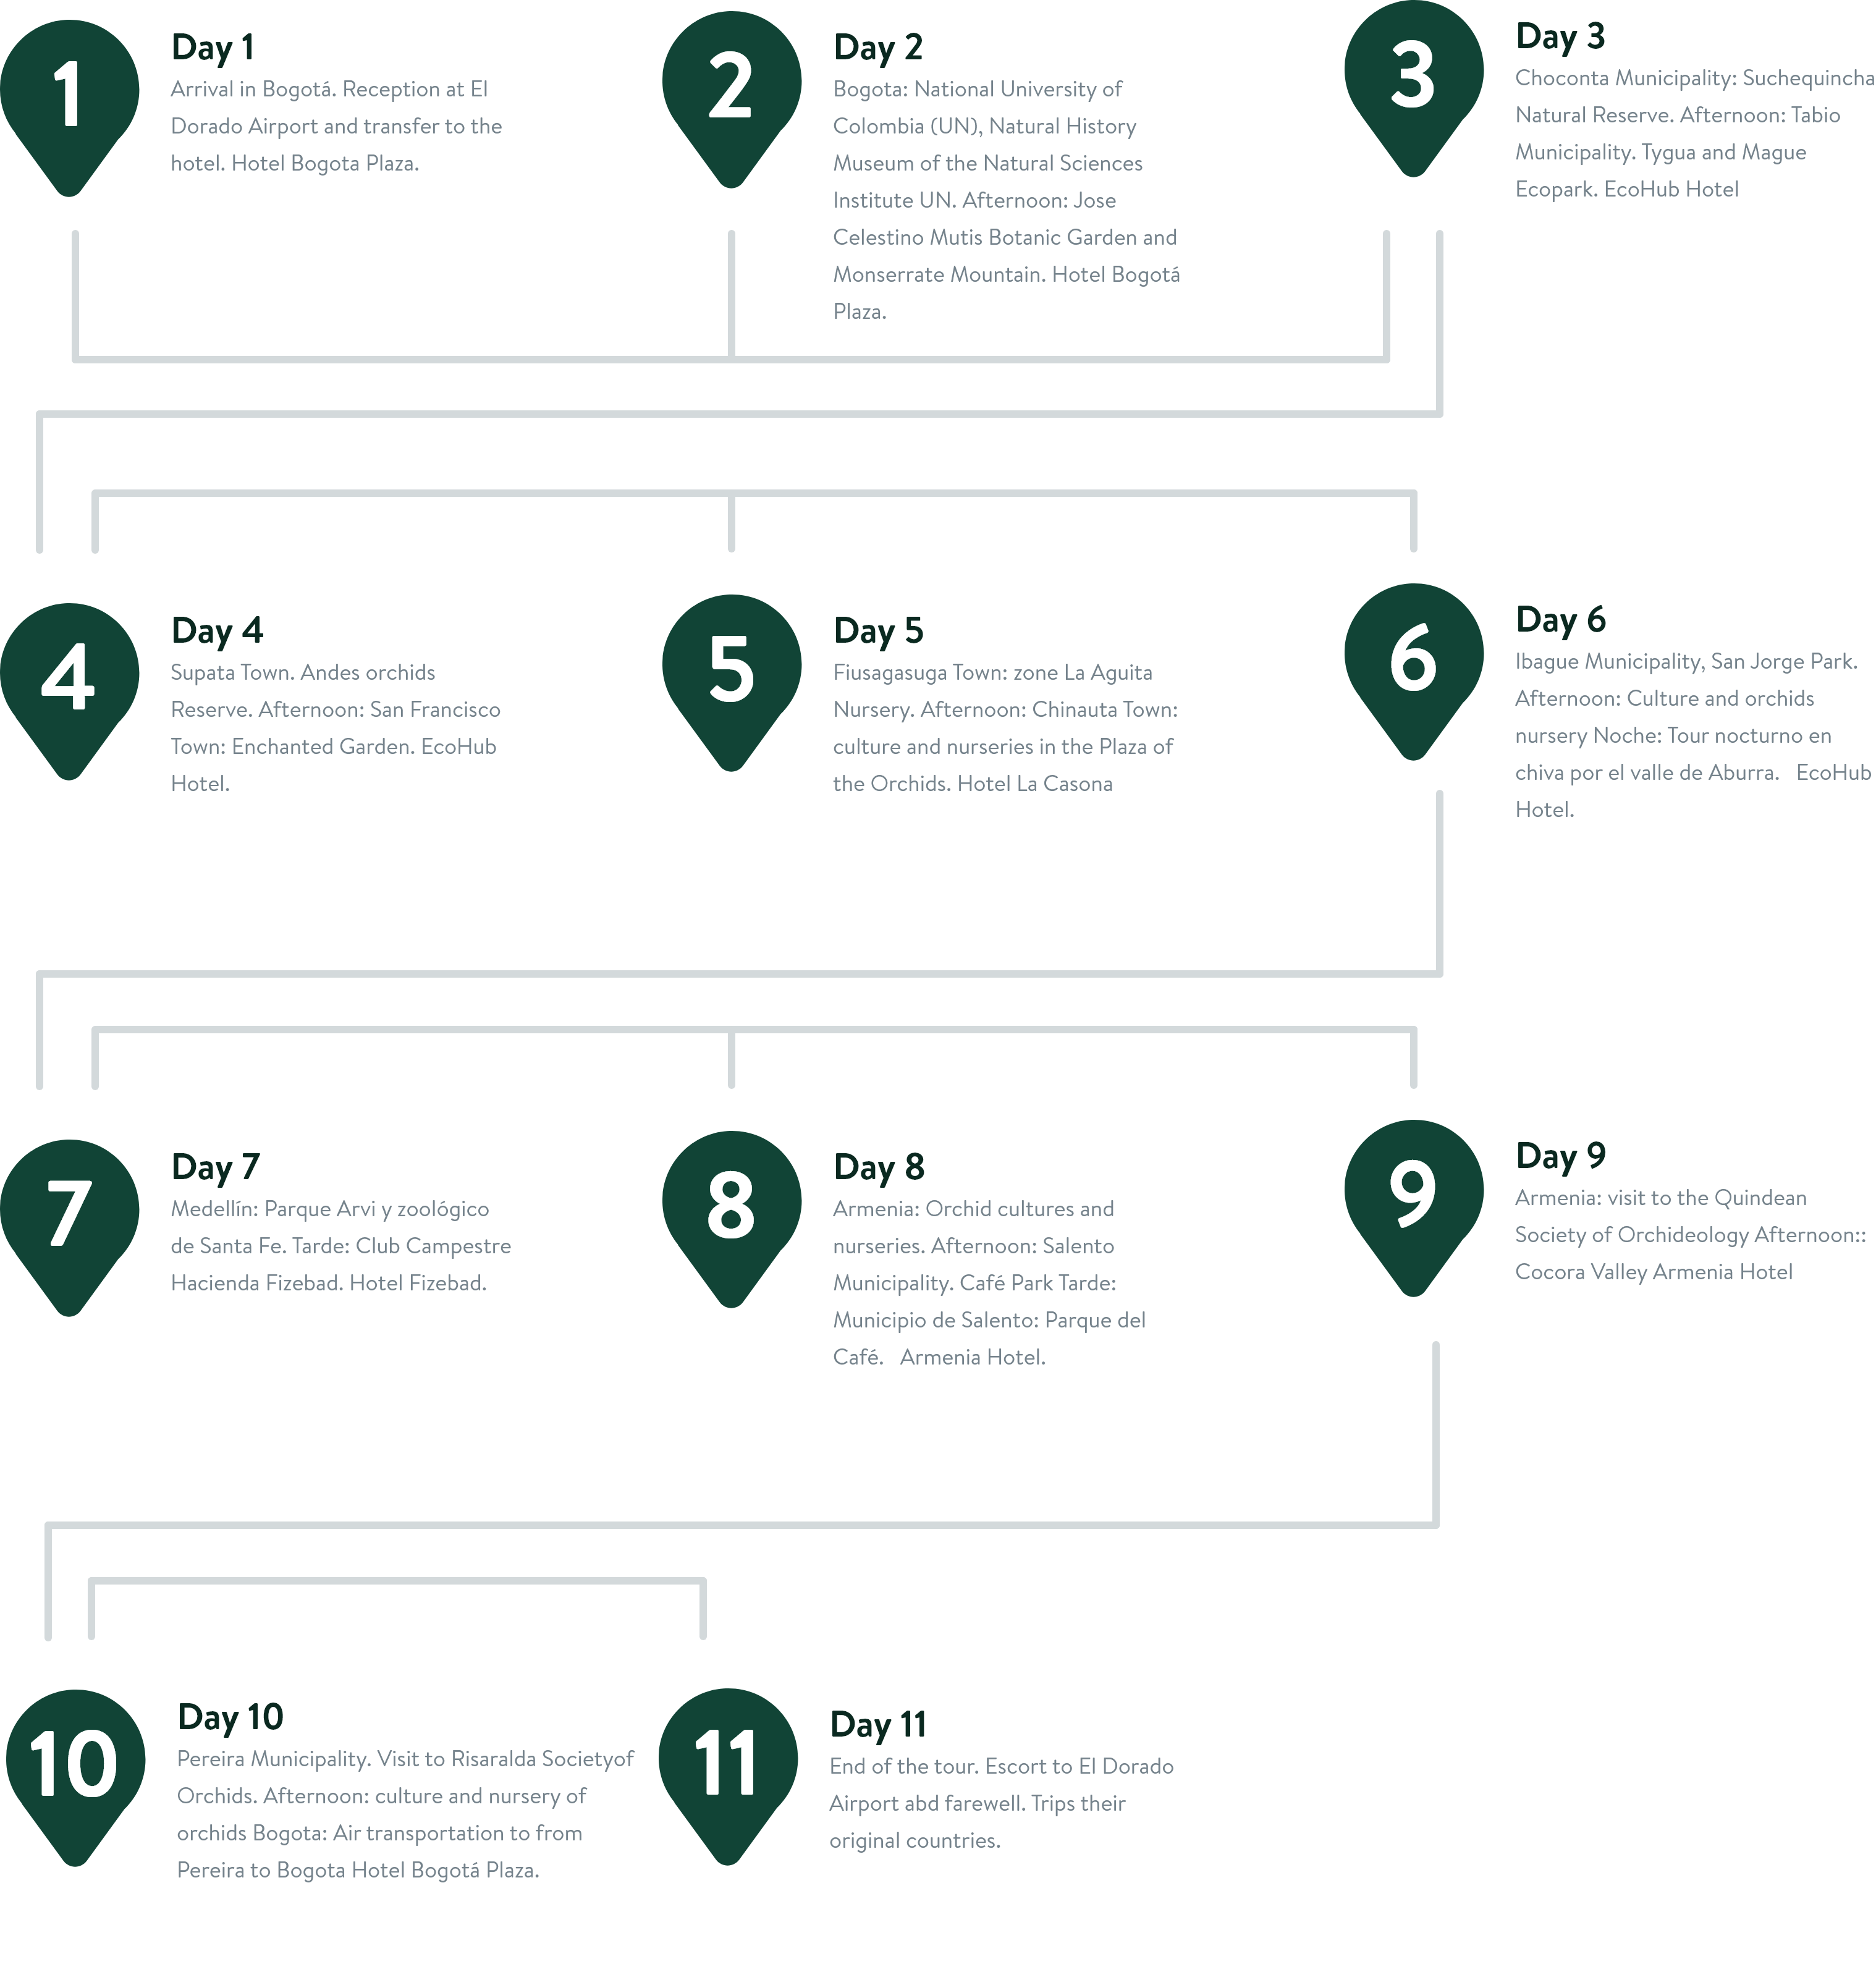 1
Day 1
Arrival in Bogotá. Reception at El
Dorado Airport and transfer to the
hotel. Hotel Bogota Plaza.
2
Day 2
Bogota: National University of
Colombia (UN), Natural History
Museum of the Natural Sciences
Institute UN. Afternoon: Jose
Celestino Mutis Botanic Garden and
Monserrate Mountain. Hotel Bogotá
Plaza.
3
Day 3
Choconta Municipality: Suchequincha
Natural Reserve. Afternoon: Tabio
Municipality. Tygua and Mague
Ecopark. EcoHub Hotel
4
Day 4
Supata Town. Andes orchids
Reserve. Afternoon: San Francisco
Town: Enchanted Garden. EcoHub
Hotel.
5
Day 5
Fiusagasuga Town: zone La Aguita
Nursery. Afternoon: Chinauta Town:
culture and nurseries in the Plaza of
the Orchids. Hotel La Casona
6
Day 6
Ibague Municipality, San Jorge Park.
Afternoon: Culture and orchids
nursery Noche: Tour nocturno en
chiva por el valle de Aburra.   EcoHub
Hotel.
7
Day 7
Medellín: Parque Arvi y zoológico
de Santa Fe. Tarde: Club Campestre
Hacienda Fizebad. Hotel Fizebad.
8
Day 8
Armenia: Orchid cultures and
nurseries. Afternoon: Salento
Municipality. Café Park Tarde:
Municipio de Salento: Parque del
Café.   Armenia Hotel.
9
Day 9
Armenia: visit to the Quindean
Society of Orchideology Afternoon::
Cocora Valley Armenia Hotel
10
Day 10
Pereira Municipality. Visit to Risaralda Societyof
Orchids. Afternoon: culture and nursery of
orchids Bogota: Air transportation to from
Pereira to Bogota Hotel Bogotá Plaza.
11
Day 11
End of the tour. Escort to El Dorado
Airport abd farewell. Trips their
original countries.